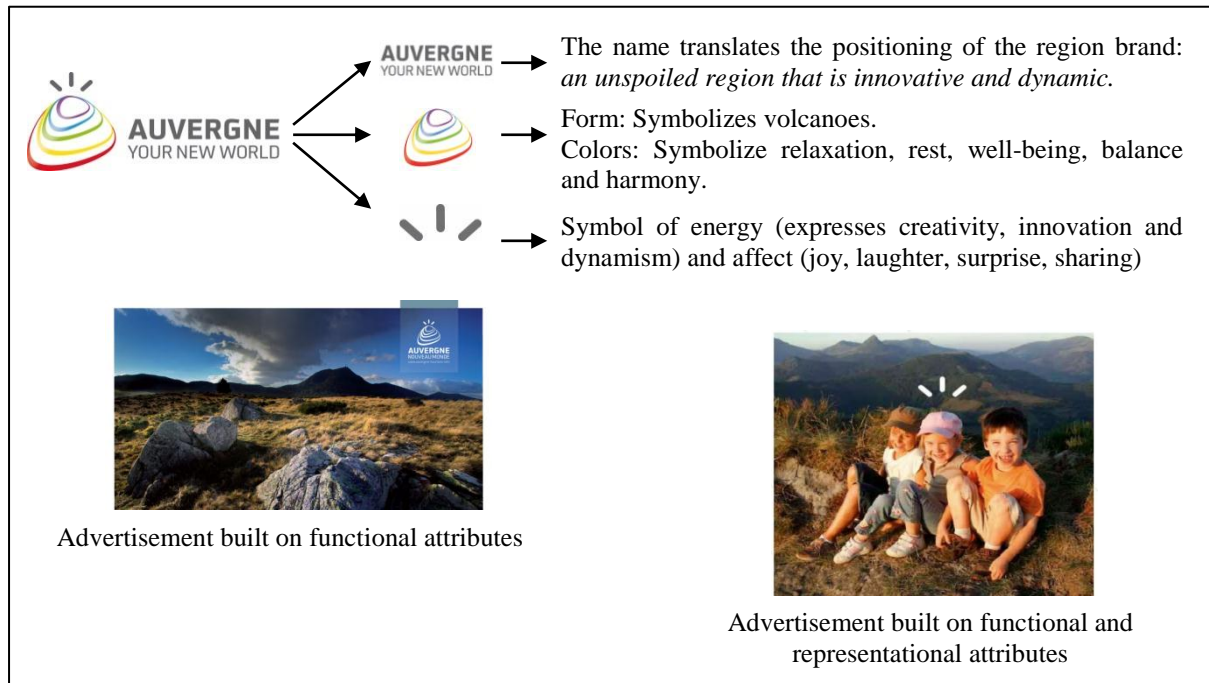 AUVERGNE
YOUR NEW WORLD
AUVERGNE
YOUR NEW WORLD
The name translates the positioning of the region brand:
an unspoiled region that is innovative and dynamic.
Form: Symbolizes volcanoes.
Colors: Symbolize relaxation, rest, well-being, balance
and harmony.
Symbol of energy (expresses creativity, innovation and
dynamism) and affect (joy, laughter, surprise, sharing)
AUVERGNE
NOUVEAU MONDE
Advertisement built on functional attributes
Advertisement built on functional and
representational attributes